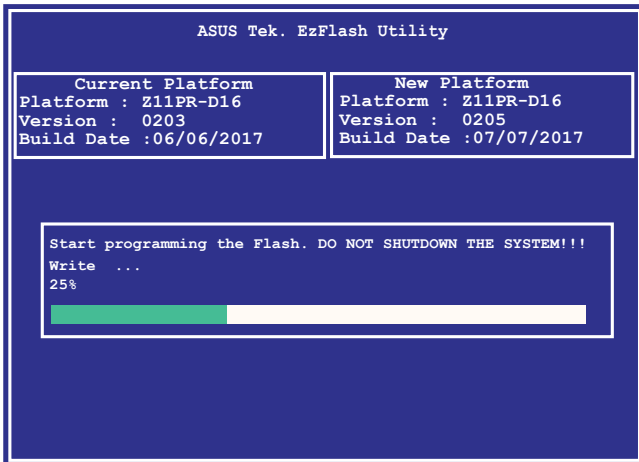 ASUS Tek. EzFlash Utility
Current Platform
Platform : Z11PR-D16
Version : 0203
Build Date :06/06/2017
New Platform
Platform : Z11PR-D16
Version : 0205
Build Date :07/07/2017
Start programming the Flash. DO NOT SHUTDOWN THE SYSTEM!!!
Write ...
25%